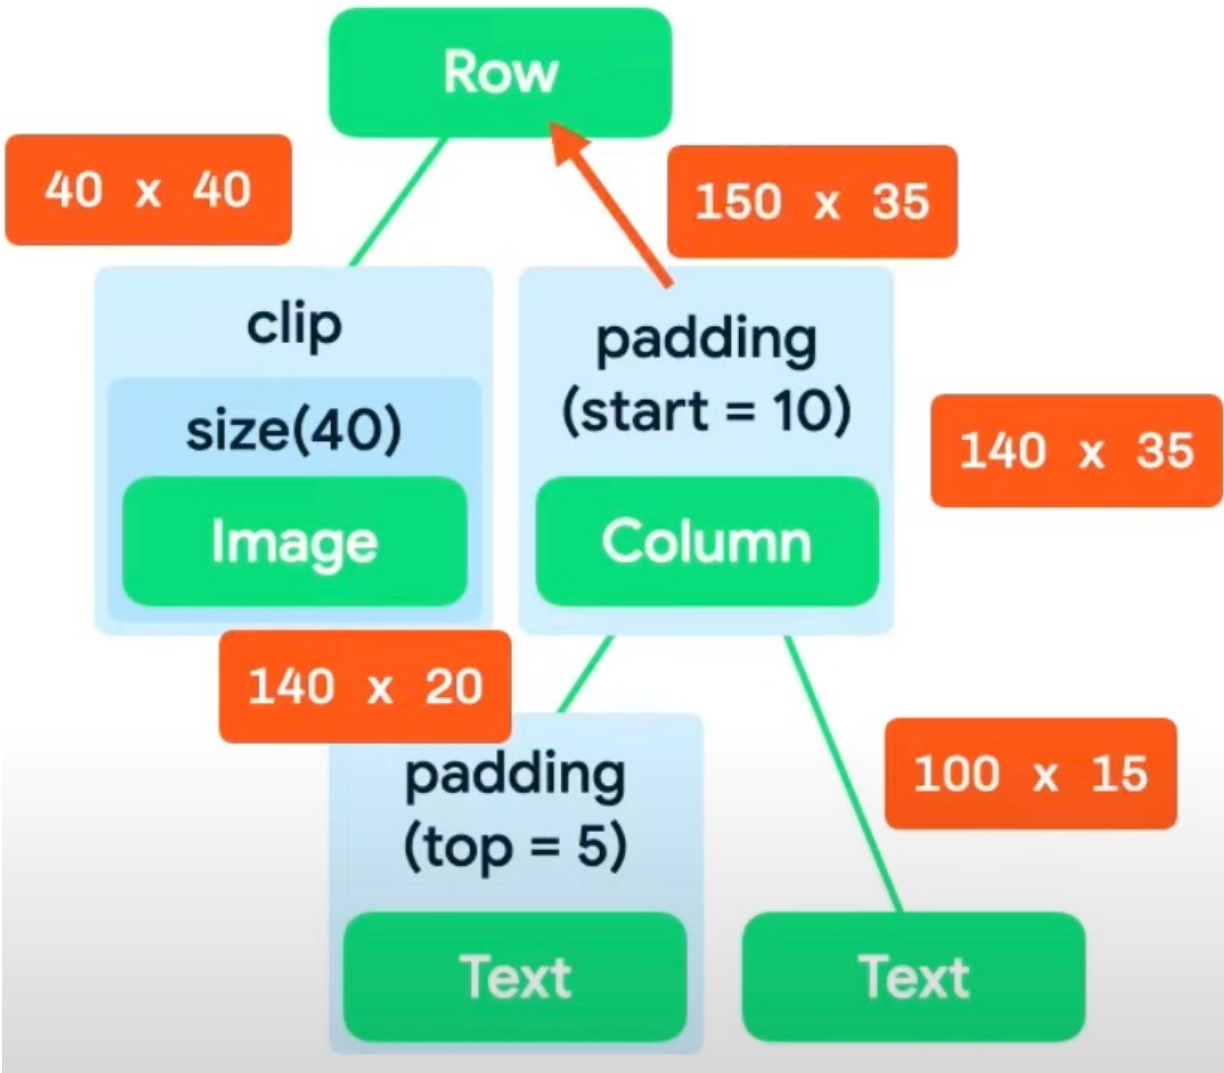 Row
40 x 40
150 x 35
clip
padding
(start = 10)
size(40)
140 x 35
Image
Column
140 x 20
padding
(top = 5)
100 x 15
Text
Text